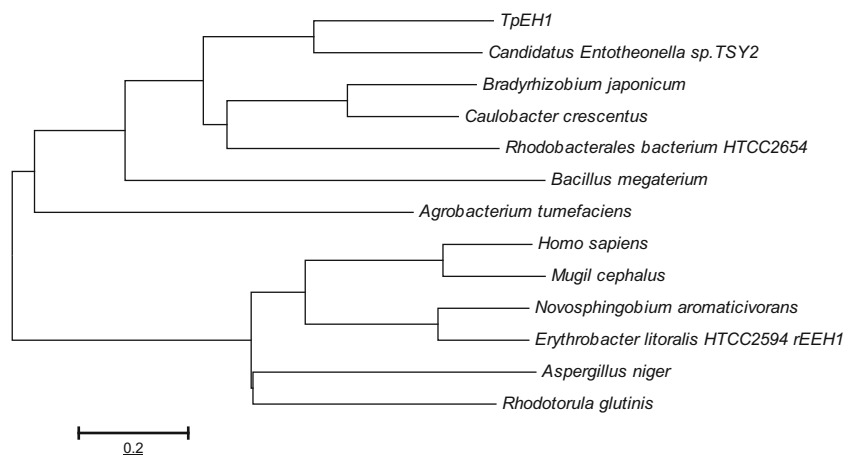 TpEH1
Candidatus Entotheonella sp.TSY2
Bradyrhizobium japonicum
Caulobacter crescentus
Rhodobacterales bacterium HTCC2654
Bacillus megaterium
Agrobacterium tumefaciens
Homo sapiens
Mugil cephalus
Novosphingobium aromaticivorans
Erythrobacter litoralis HTCC2594 rEEH1
Aspergillus niger
Rhodotorula glutinis
0.2